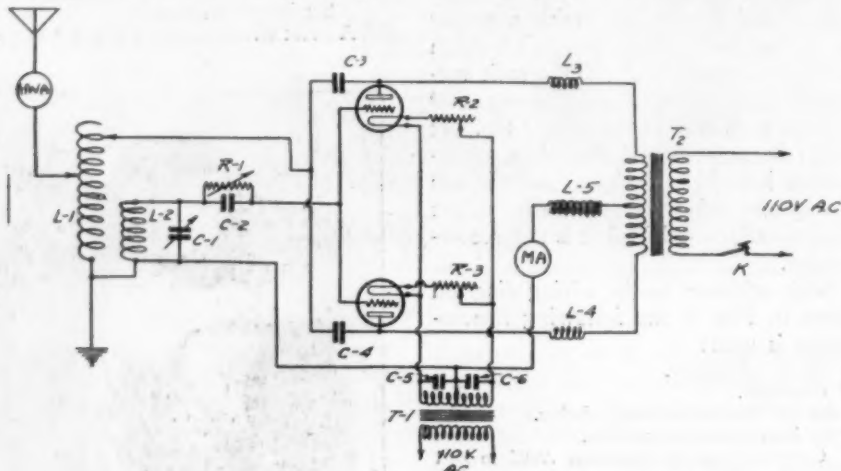 C-3
L3
HWA
R-2
T2
R-1
L-1
L-2
C-2
L-5
110V AC
C-1
MA
K
R-3
C-4
L-4
C-5
C-6
T-1
110V
AC